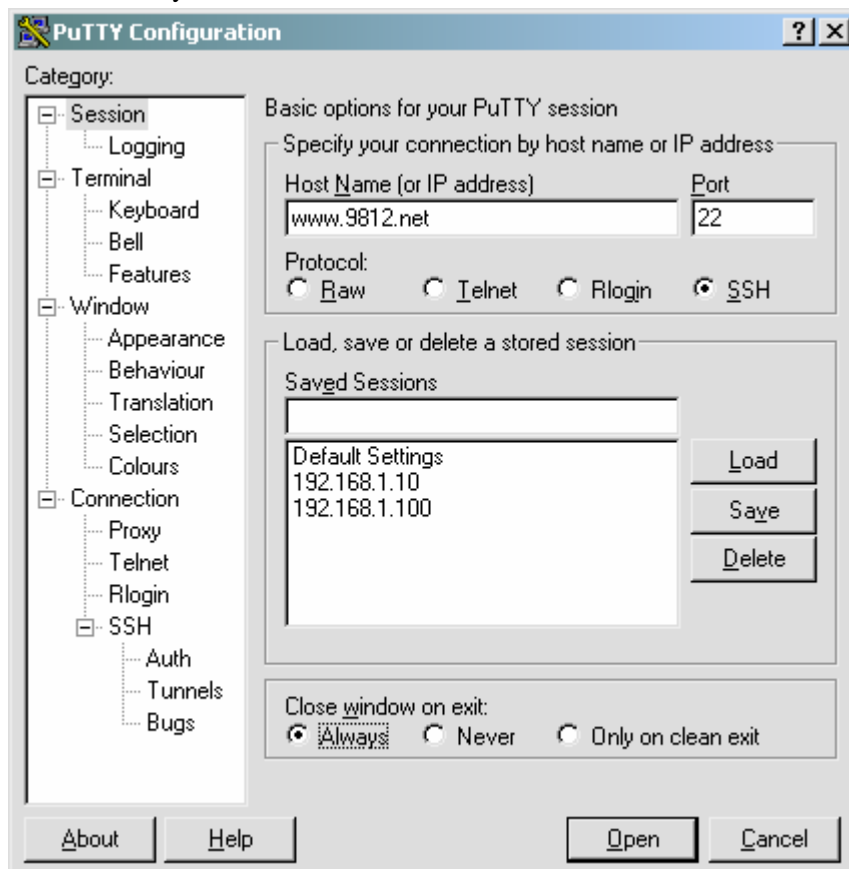 PuTTY Configuration
Category:
Session
Logging
Terminal
Keyboard
Bell
Features
Window
Appearance
Behaviour
Translation
Selection
Colours
Connection
Proxy
Telnet
Rlogin
SSH
Auth
Tunnels
Bugs
Basic options for your PuTTY session
Specify your connection by host name or IP address
Host Name (or IP address) Port
www.9812.net 22
Protocol:
Raw Telnet Rlogin SSH
Load, save or delete a stored session
Saved Sessions
Default Settings
192.168.1.10
192.168.1.100
Load
Save
Delete
Close window on exit:
Always Never Only on clean exit
About Help Open Cancel